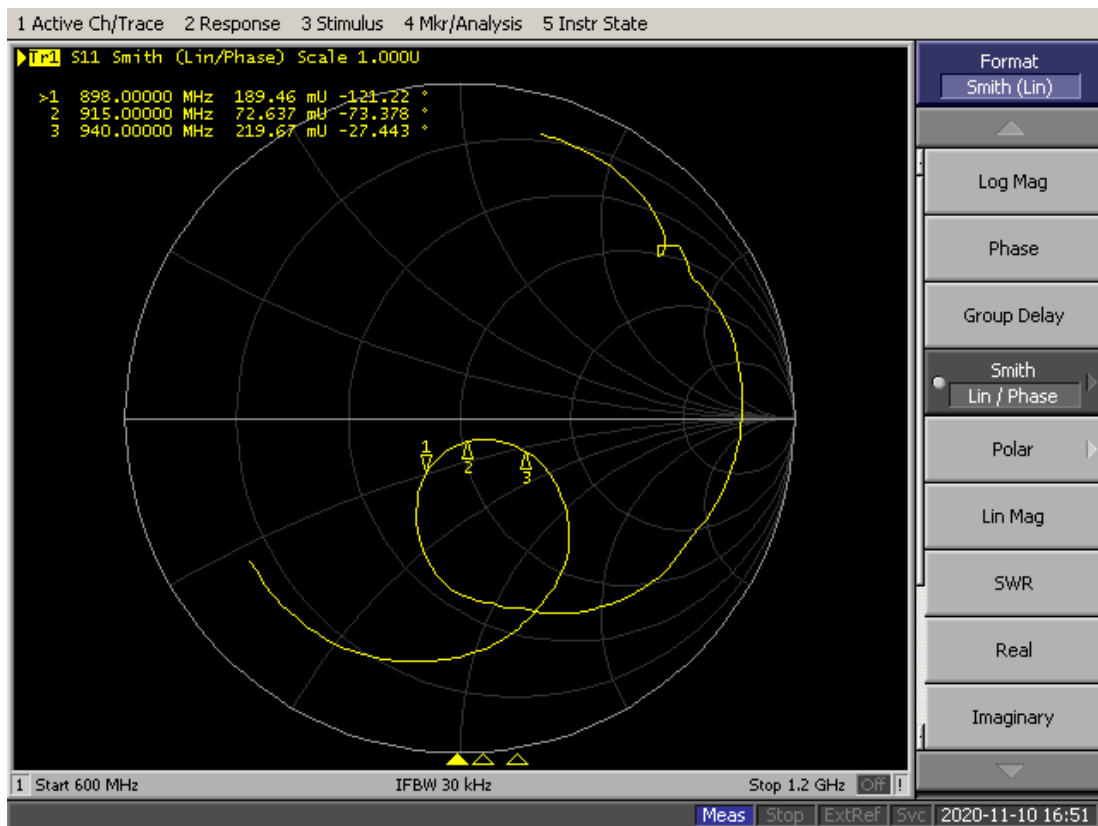 1 Active Ch/Trace 2 Response 3 Stimulus 4 Mkr/Analysis 5 Instr State
Tr1 S11 Smith (Lin/Phase) Scale 1.000U
>1 898.00000 MHz 189.46 mU -121.22 °
2 915.00000 MHz 72.637 mU -73.378 °
3 940.00000 MHz 219.67 mU -27.443 °
1
2
3
1 Start 600 MHz IFBW 30 kHz Stop 1.2 GHz Off !
Format
Smith (Lin)
Log Mag
Phase
Group Delay
Smith
Lin / Phase
Polar
Lin Mag
SWR
Real
Imaginary
Meas Stop ExtRef Svc 2020-11-10 16:51